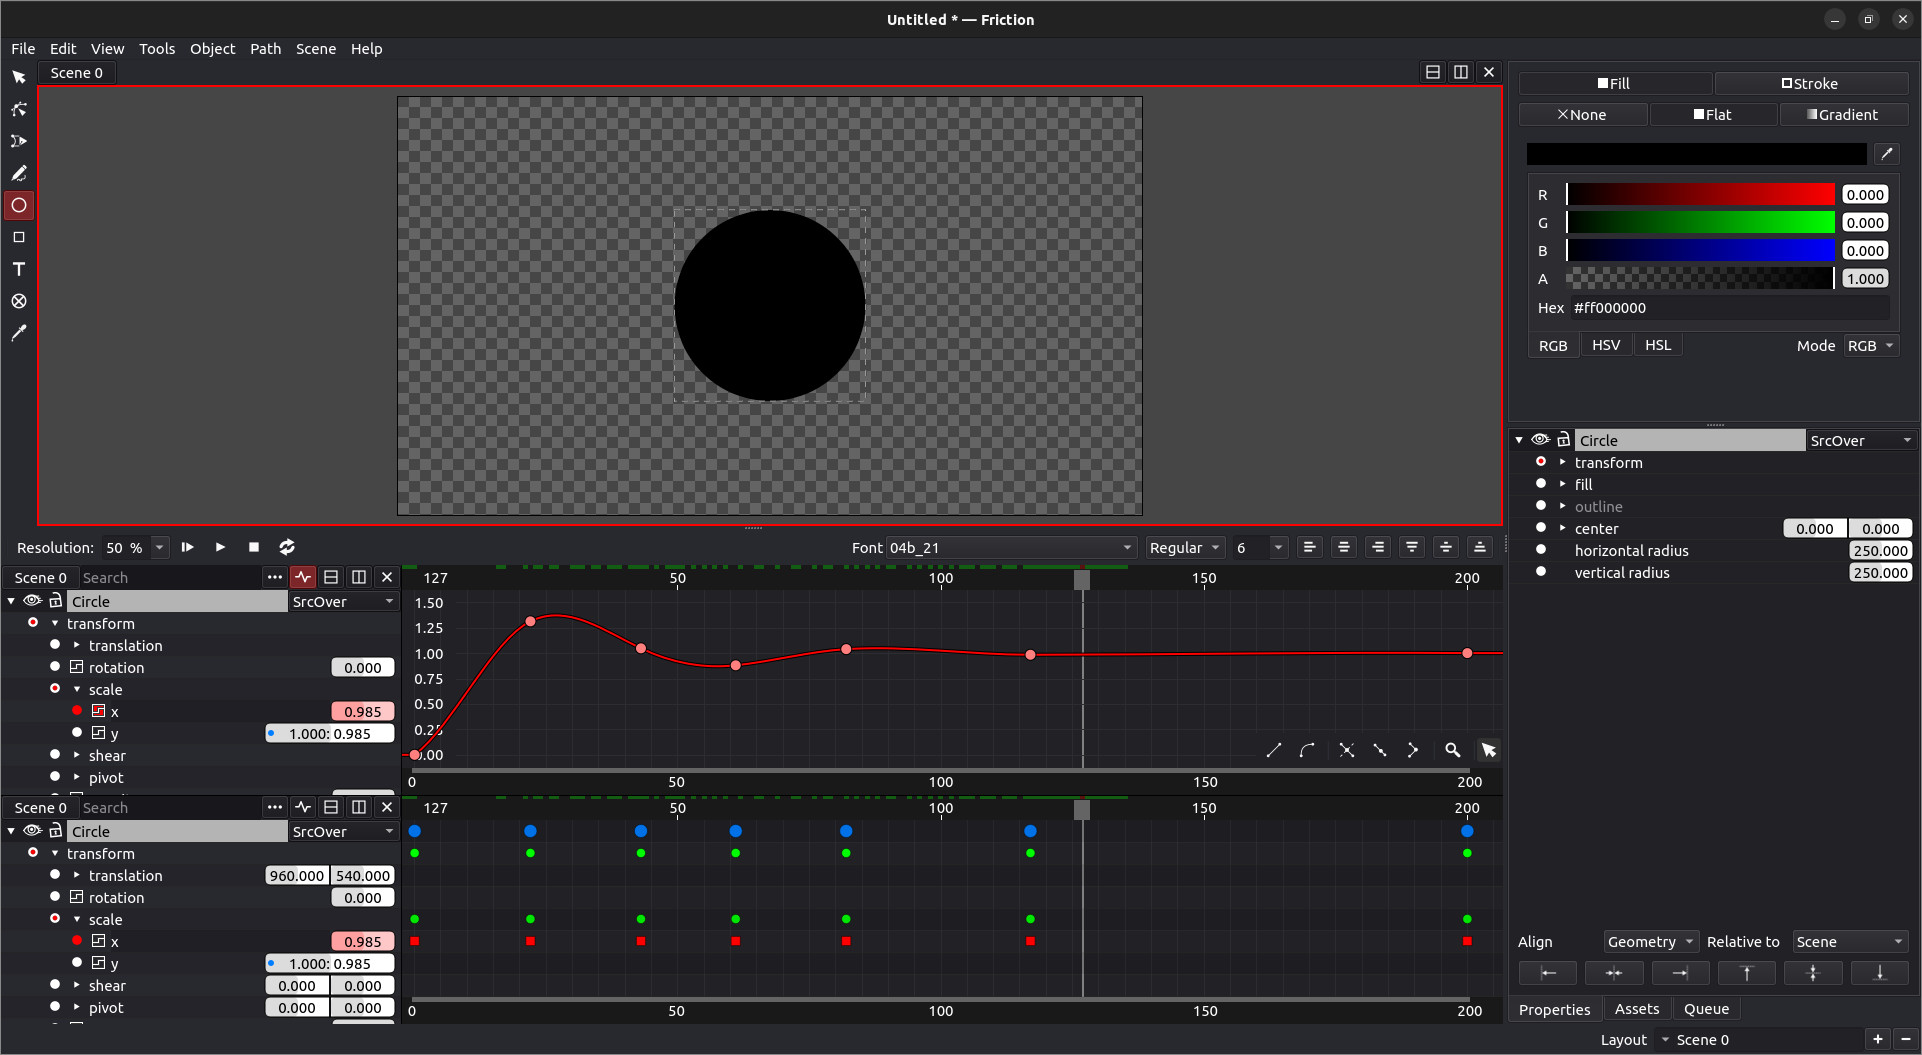 Untitled * — Friction
File Edit View Tools Object Path Scene Help
Scene 0
Fill Stroke
None Flat Gradient
R 0.000
G 0.000
B 0.000
A 1.000
Hex #ff000000
RGB HSV HSL Mode RGB
Circle SrcOver
transform
fill
outline
center 0.000 0.000
horizontal radius 250.000
vertical radius 250.000
Resolution: 50 % Font 04b_21 Regular 6
Scene 0 Search 127 50 100 150 200
Circle SrcOver 1.50
transform 1.25
translation 1.00
rotation 0.000 0.75
scale 0.50
x 0.985 0.25
y 1.000: 0.985 0.00
shear
pivot 0 50 100 150 200
Scene 0 Search 127 50 100 150 200
Circle SrcOver
transform
translation 960.000 540.000
rotation 0.000
scale
x 0.985
y 1.000: 0.985
shear 0.000 0.000
pivot 0.000 0.000 0 50 100 150 200
Align Geometry Relative to Scene
Properties Assets Queue
Layout Scene 0